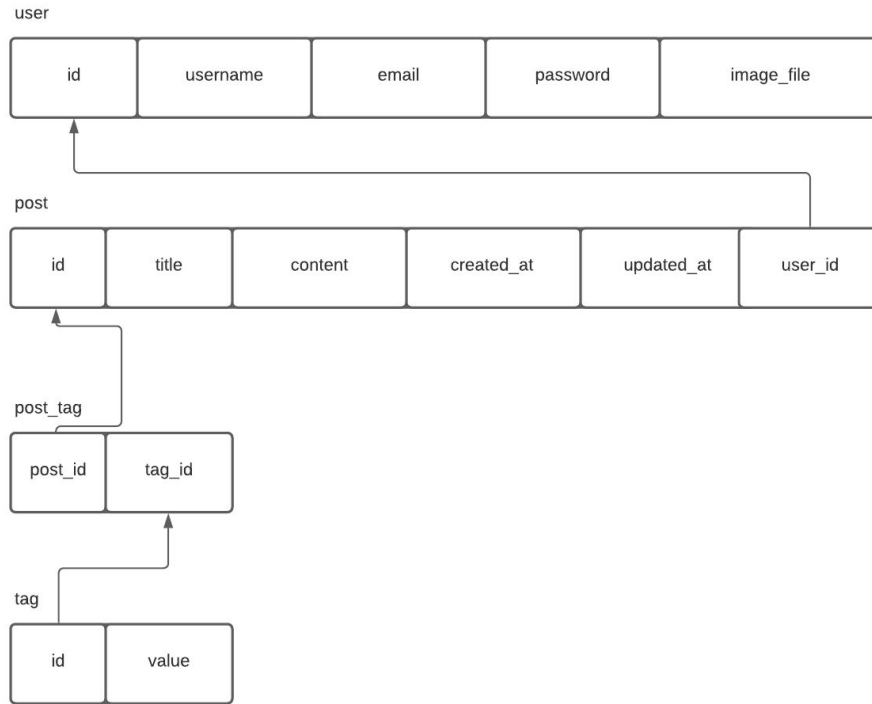 user
id username email password image_file
post
id title content created_at updated_at user_id
post_tag
post_id tag_id
tag
id value